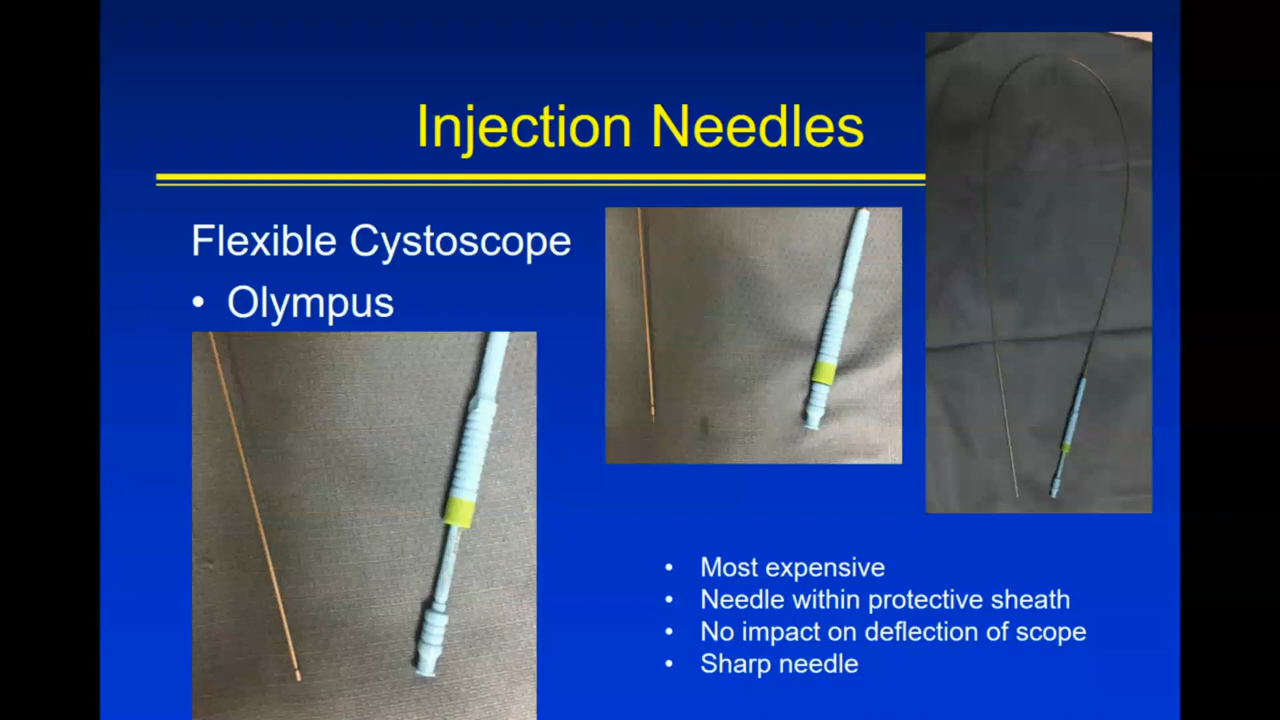 Injection Needles
Flexible Cystoscope
• Olympus
• Most expensive
• Needle within protective sheath
• No impact on deflection of scope
• Sharp needle